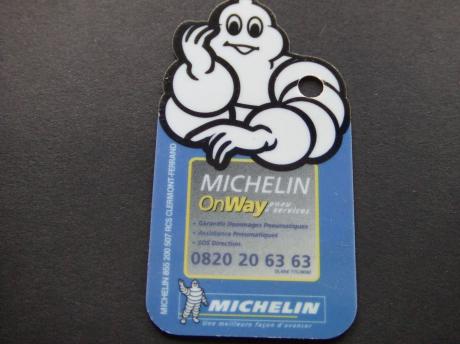 MICHELIN 855 200 507 RCS CLERMONT-FERRAND
MICHELIN
OnWay pneu & services
• Garantie Dommages Pneumatiques
• Assistance Pneumatiques
• SOS Direction
0820 20 63 63
MICHELIN
Une meilleure façon d'avancer